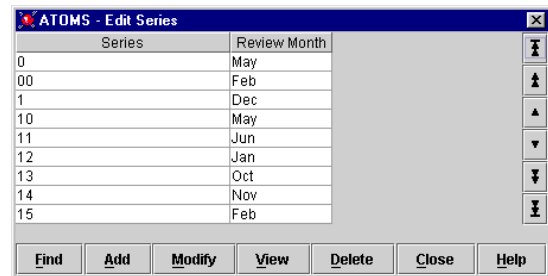 ATOMS - Edit Series
Series Review Month
0 May
00 Feb
1 Dec
10 May
11 Jun
12 Jan
13 Oct
14 Nov
15 Feb
Find Add Modify View Delete Close Help